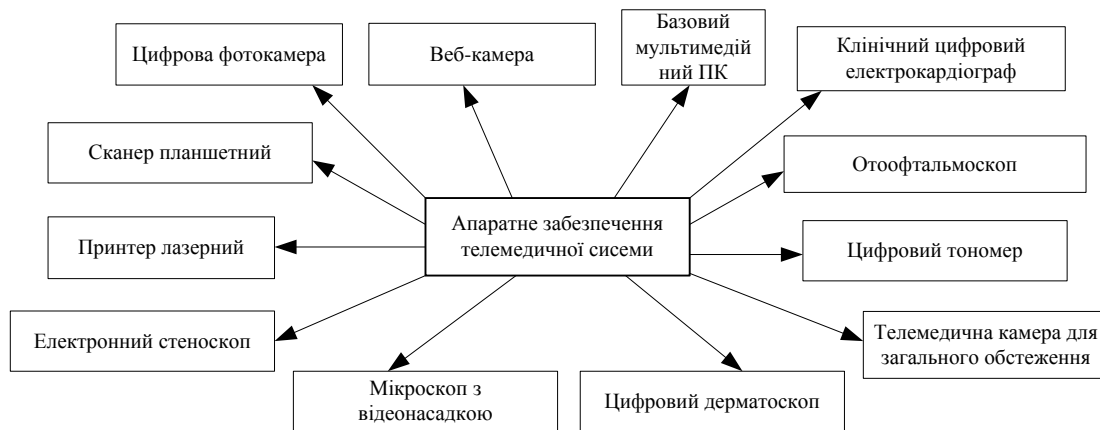 Цифрова фотокамера
Веб-камера
Базовий
мультимедій
ний ПК
Клінічний цифровий
електрокардіограф
Сканер планшетний
Отоофтальмоскоп
Апаратне забезпечення
телемедичної сисеми
Принтер лазерний
Цифровий тономер
Електронний стеноскоп
Телемедична камера для
загального обстеження
Мікроскоп з
відеонасадкою
Цифровий дерматоскоп